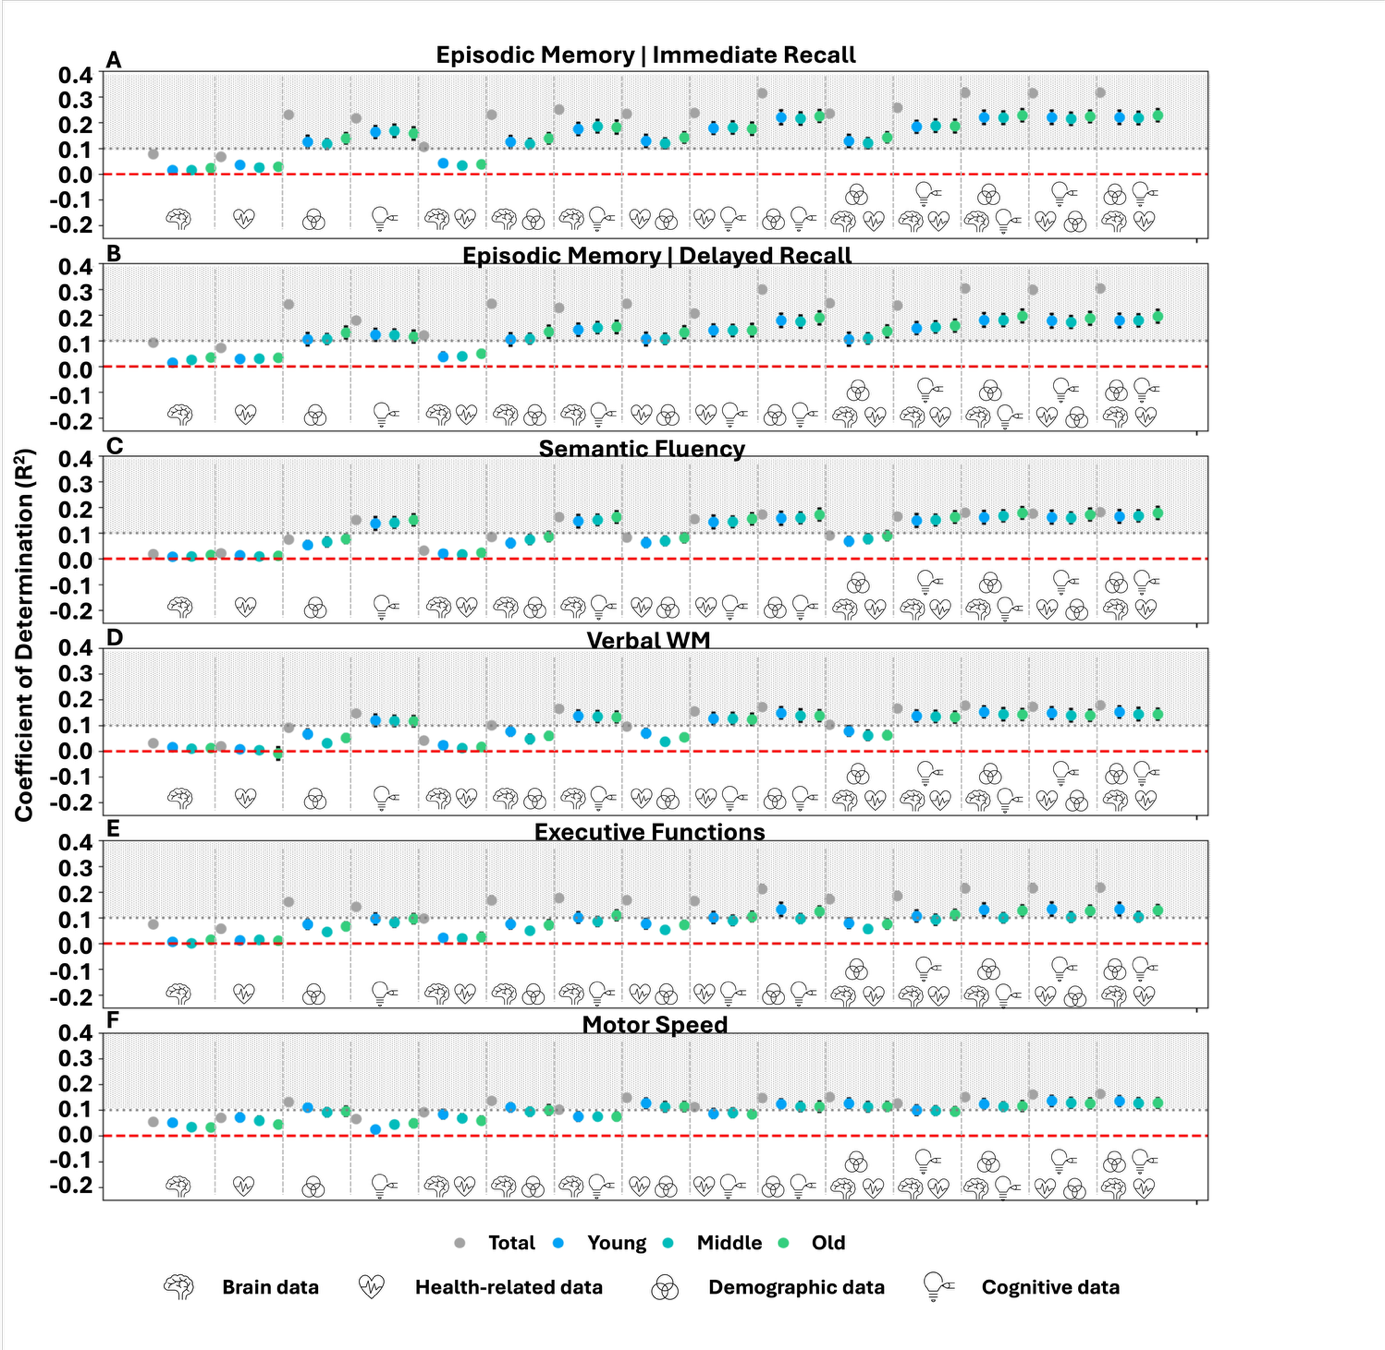 A
Episodic Memory | Immediate Recall
0.4
0.3
0.2
0.1
0.0
-0.1
-0.2
B
Episodic Memory | Delayed Recall
0.4
0.3
0.2
0.1
0.0
-0.1
-0.2
C
Semantic Fluency
0.4
0.3
0.2
0.1
0.0
-0.1
-0.2
D
Verbal WM
0.4
0.3
0.2
0.1
0.0
-0.1
-0.2
E
Executive Functions
0.4
0.3
0.2
0.1
0.0
-0.1
-0.2
F
Motor Speed
0.4
0.3
0.2
0.1
0.0
-0.1
-0.2
Coefficient of Determination (R²)
Total Young Middle Old
Brain data Health-related data Demographic data Cognitive data